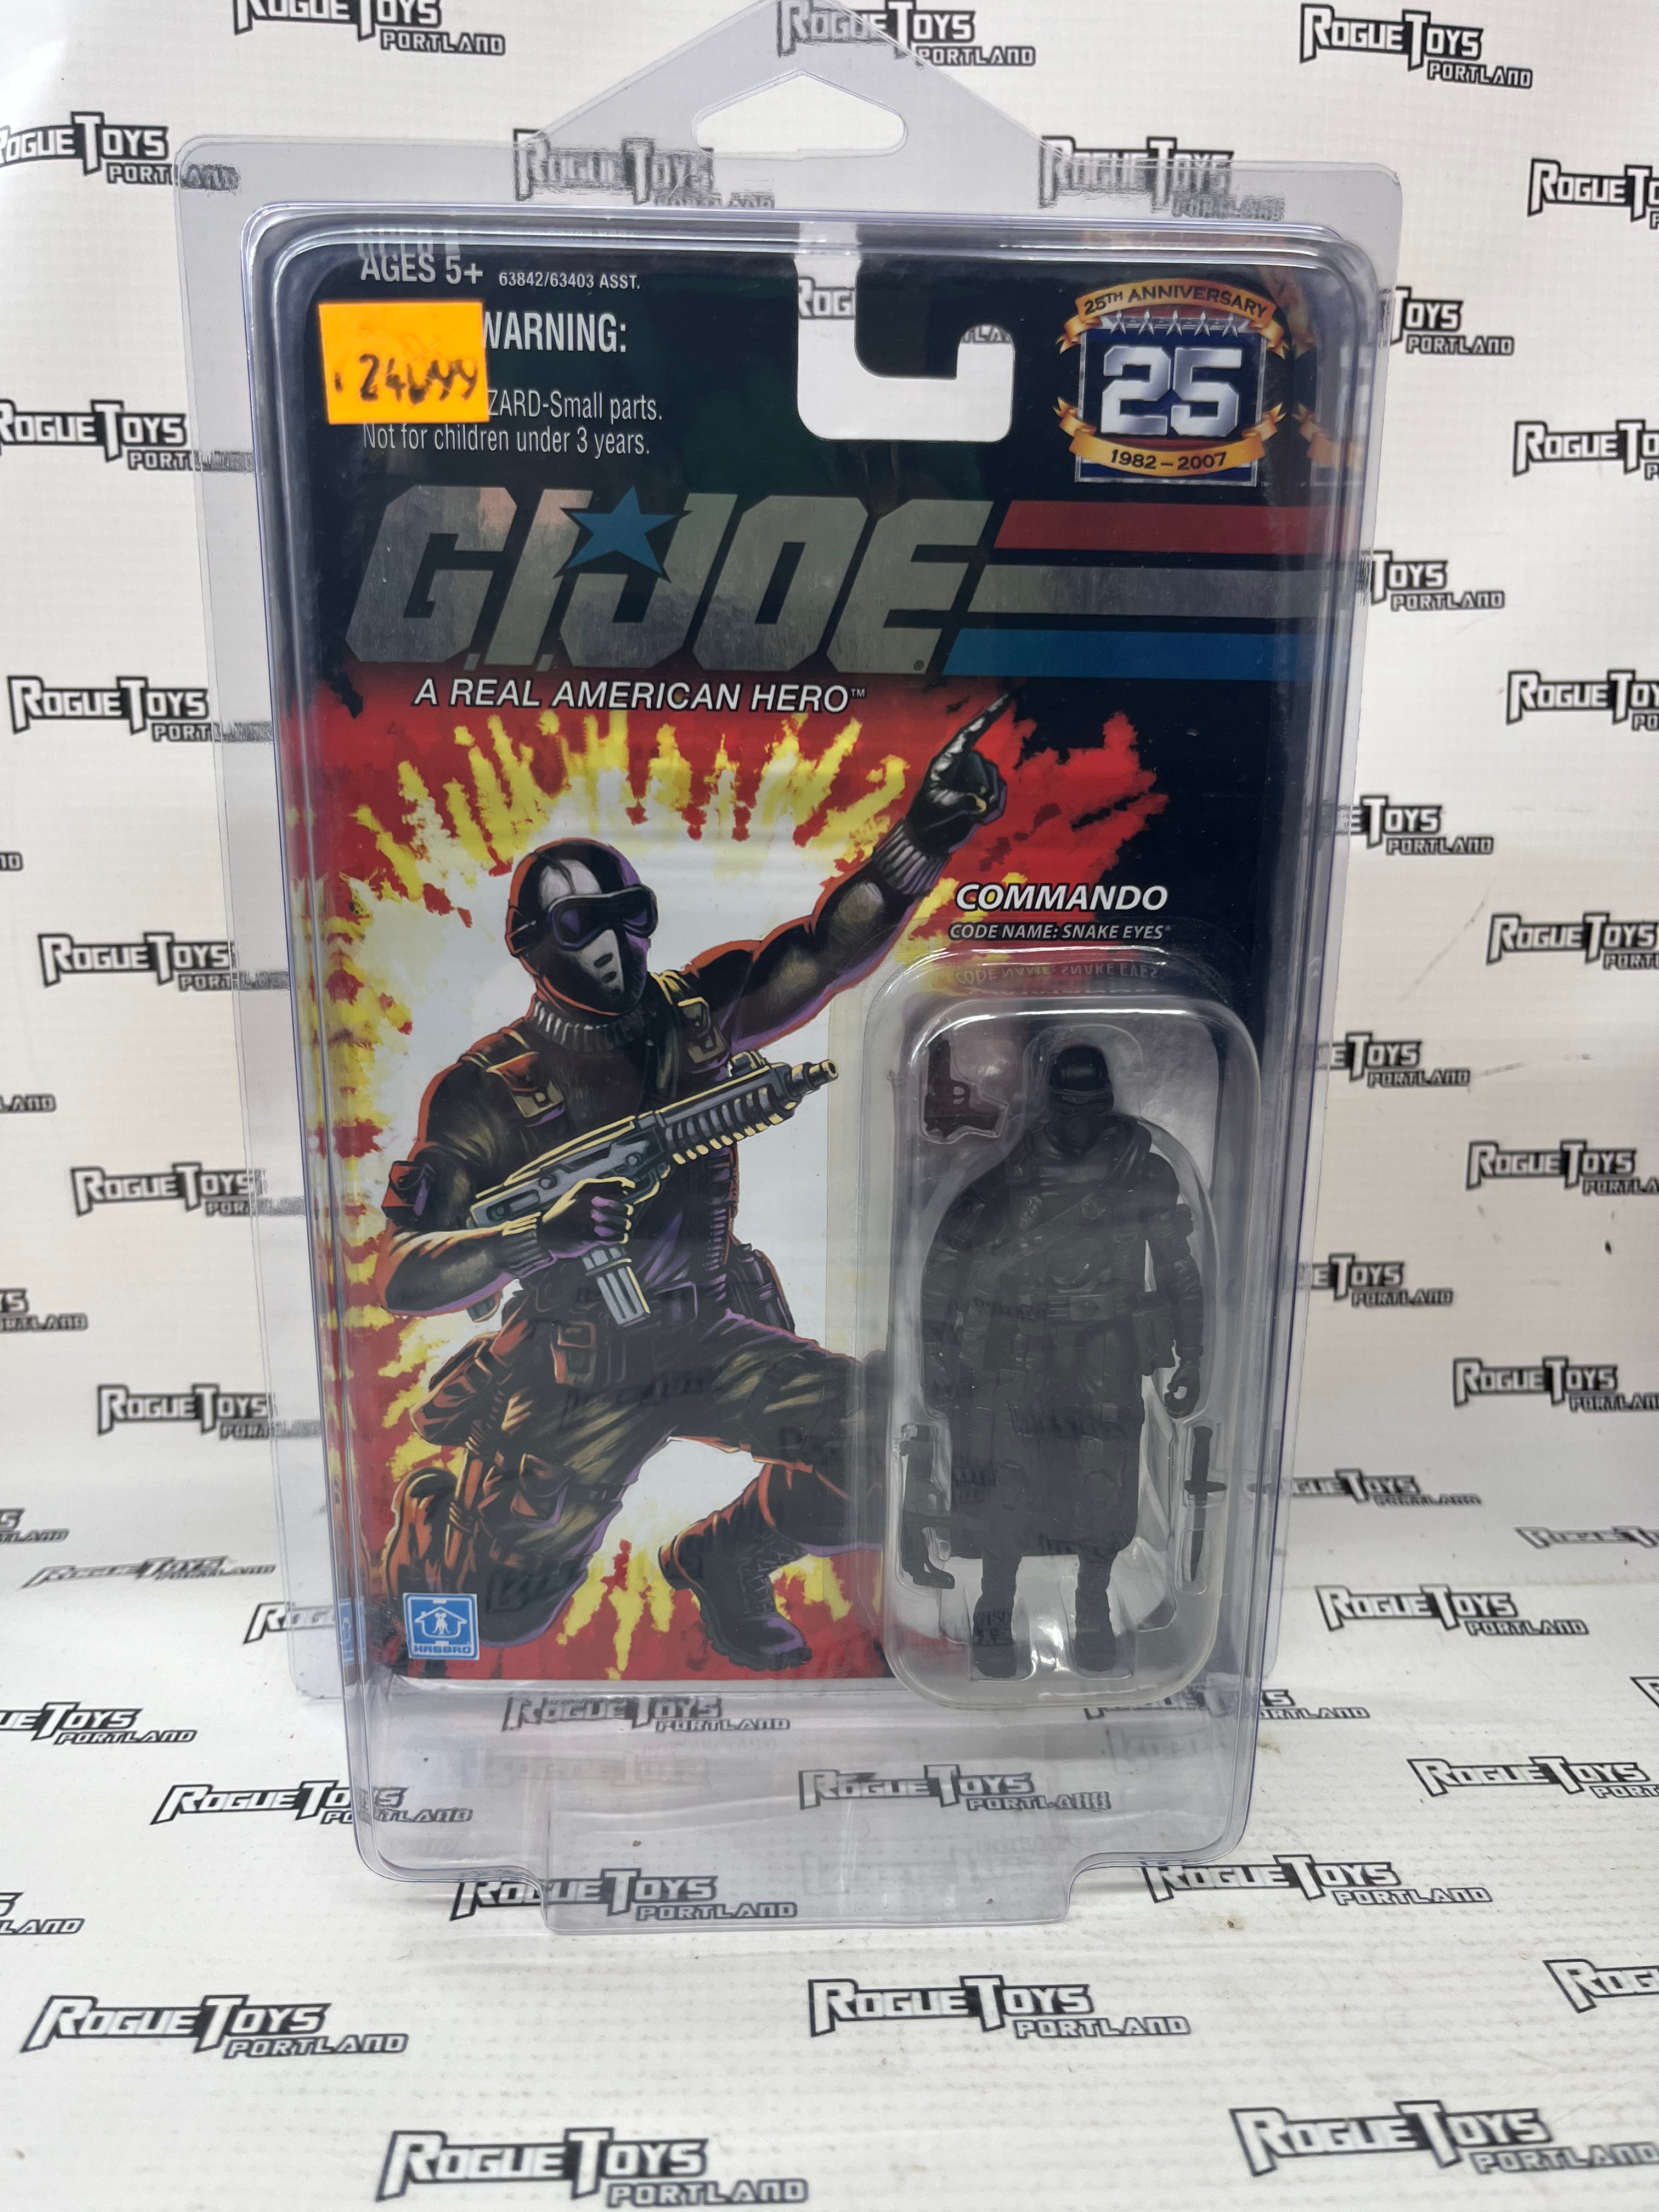 AGES 5+ 63842/63403 ASST.
WARNING:
24.99
ZARD-Small parts.
Not for children under 3 years.
25TH ANNIVERSARY
25
1982-2007
G.I.JOE®
A REAL AMERICAN HERO™
COMMANDO
CODE NAME: SNAKE EYES®
HASBRO
ROGUE TOYS
PORTLAND